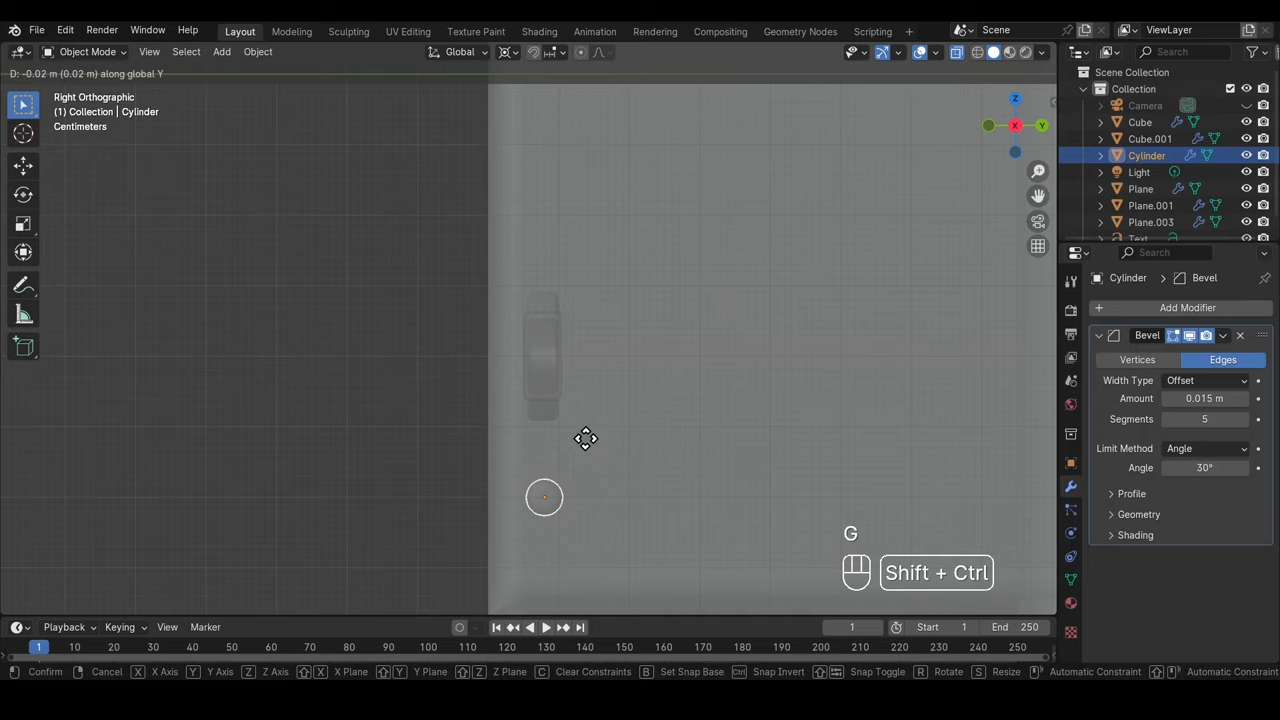 File Edit Render Window Help Layout Modeling Sculpting UV Editing Texture Paint Shading Animation Rendering Compositing Geometry Nodes Scripting + Scene ViewLayer
Object Mode View Select Add Object Global Search
D: -0.02 m (0.02 m) along global Y
Scene Collection
Right Orthographic
(1) Collection | Cylinder
Centimeters
Z
X
Y
Collection
Camera
Cube
Cube.001
Cylinder
Light
Plane
Plane.001
Plane.003
Text
Search
Cylinder > Bevel
+ Add Modifier
Bevel
Vertices Edges
Width Type Offset
Amount 0.015 m
Segments 5
Limit Method Angle
Angle 30°
Profile
Geometry
Shading
G
Shift + Ctrl
Playback Keying View Marker 1 Start 1 End 250
1 10 20 30 40 50 60 70 80 90 100 110 120 130 140 150 160 170 180 190 200 210 220 230 240 250
Confirm Cancel X X Axis Y Y Axis Z Z Axis X X Plane Y Y Plane Z Z Plane C Clear Constraints B Set Snap Base Ctrl Snap Invert Snap Toggle R Rotate S Resize Automatic Constraint Automatic Constraint